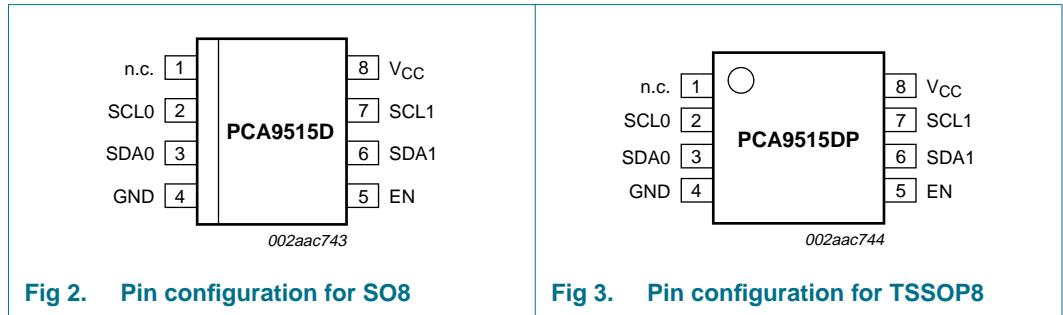 n.c. 1 8 VCC
SCL0 2 7 SCL1
SDA0 3 6 SDA1
GND 4 5 EN
PCA9515D
002aac743
Fig 2. Pin configuration for SO8
n.c. 1 8 VCC
SCL0 2 7 SCL1
SDA0 3 6 SDA1
GND 4 5 EN
PCA9515DP
002aac744
Fig 3. Pin configuration for TSSOP8